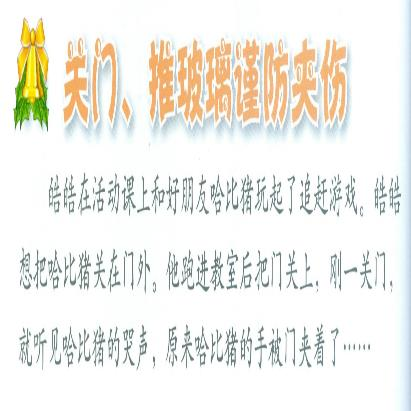 关门、推玻璃谨防夹伤
皓皓在活动课上和好朋友哈比猪玩起了追赶游戏。皓皓
想把哈比猪关在门外。他跑进教室后把门关上，刚一关门，
就听见哈比猪的哭声，原来哈比猪的手被门夹着了……